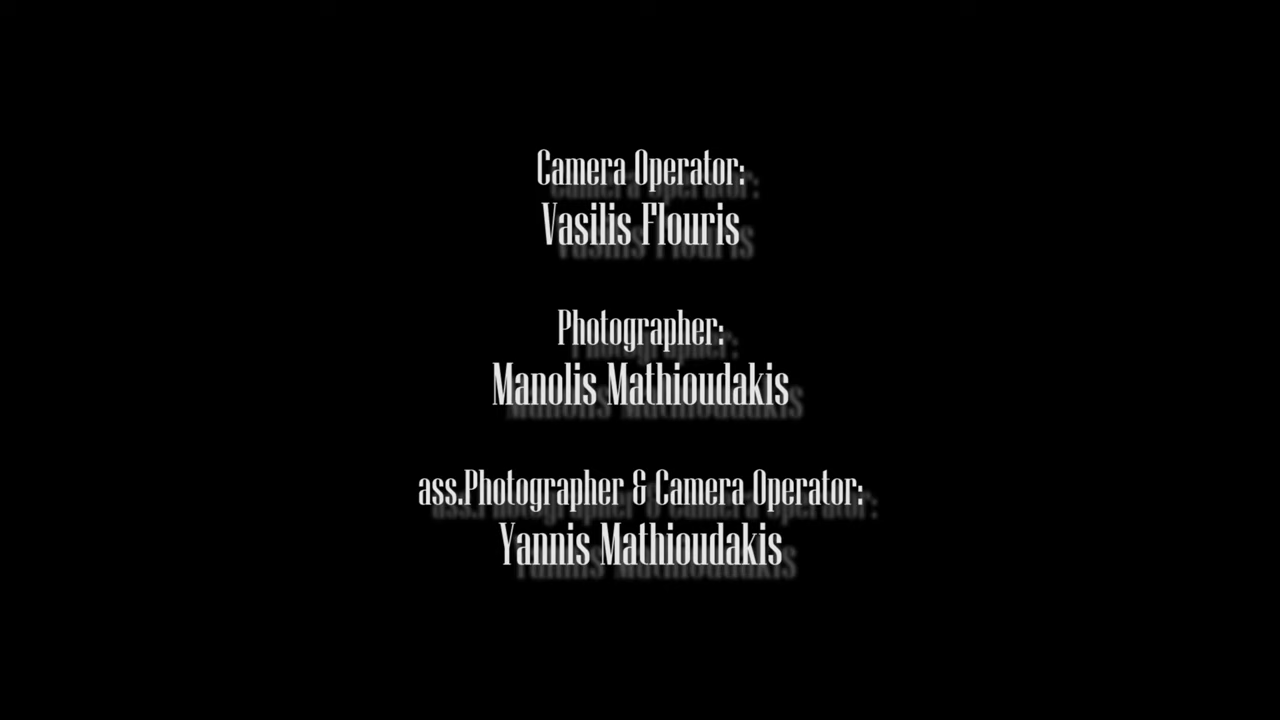 Camera Operator:
Vasilis Flouris
Photographer:
Manolis Mathioudakis
ass.Photographer & Camera Operator:
Yannis Mathioudakis